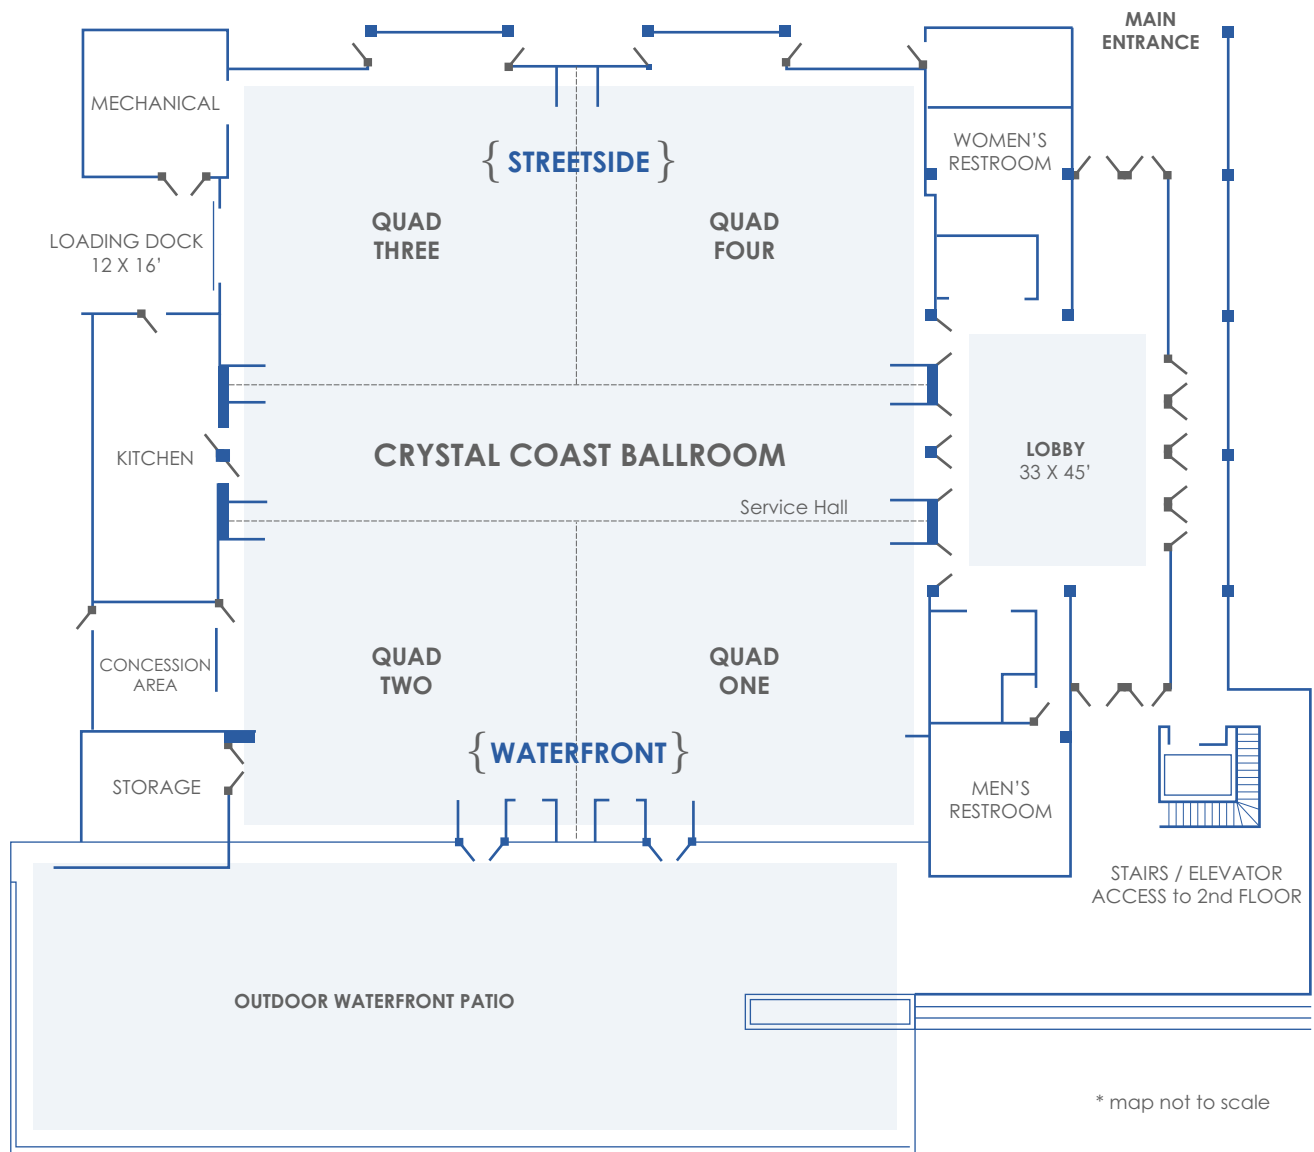 MAIN
ENTRANCE
MECHANICAL
WOMEN’S
RESTROOM
{ STREETSIDE }
QUAD
THREE
QUAD
FOUR
LOADING DOCK
12 X 16’
KITCHEN
CRYSTAL COAST BALLROOM
LOBBY
33 X 45’
Service Hall
CONCESSION
AREA
QUAD
TWO
QUAD
ONE
{ WATERFRONT }
STORAGE
MEN’S
RESTROOM
STAIRS / ELEVATOR
ACCESS to 2nd FLOOR
OUTDOOR WATERFRONT PATIO
* map not to scale